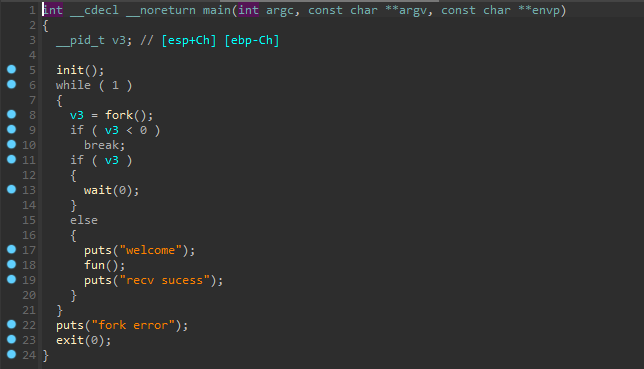 1 int __cdecl __noreturn main(int argc, const char **argv, const char **envp)
2 {
3   __pid_t v3; // [esp+Ch] [ebp-Ch]
4
5   init();
6   while ( 1 )
7   {
8     v3 = fork();
9     if ( v3 < 0 )
10       break;
11     if ( v3 )
12     {
13       wait(0);
14     }
15     else
16     {
17       puts("welcome");
18       fun();
19       puts("recv sucess");
20     }
21   }
22   puts("fork error");
23   exit(0);
24 }